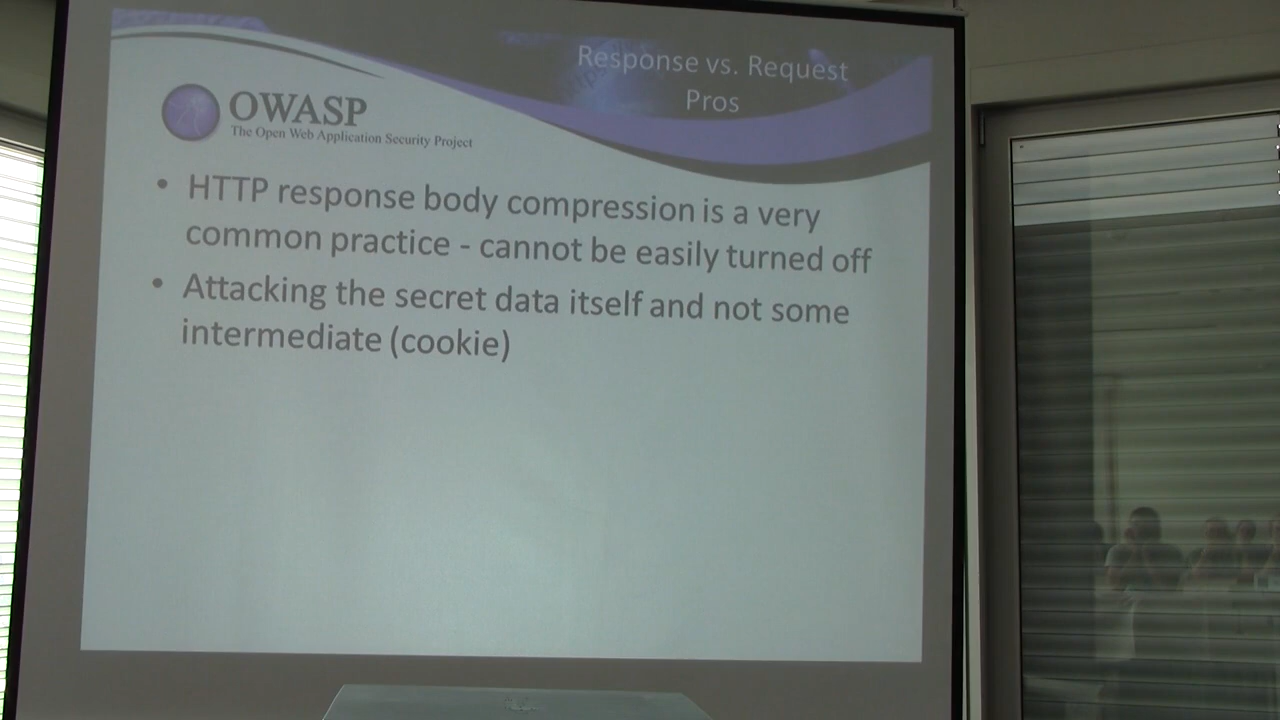 Response vs. Request
Pros
OWASP
The Open Web Application Security Project
• HTTP response body compression is a very
common practice - cannot be easily turned off
• Attacking the secret data itself and not some
intermediate (cookie)